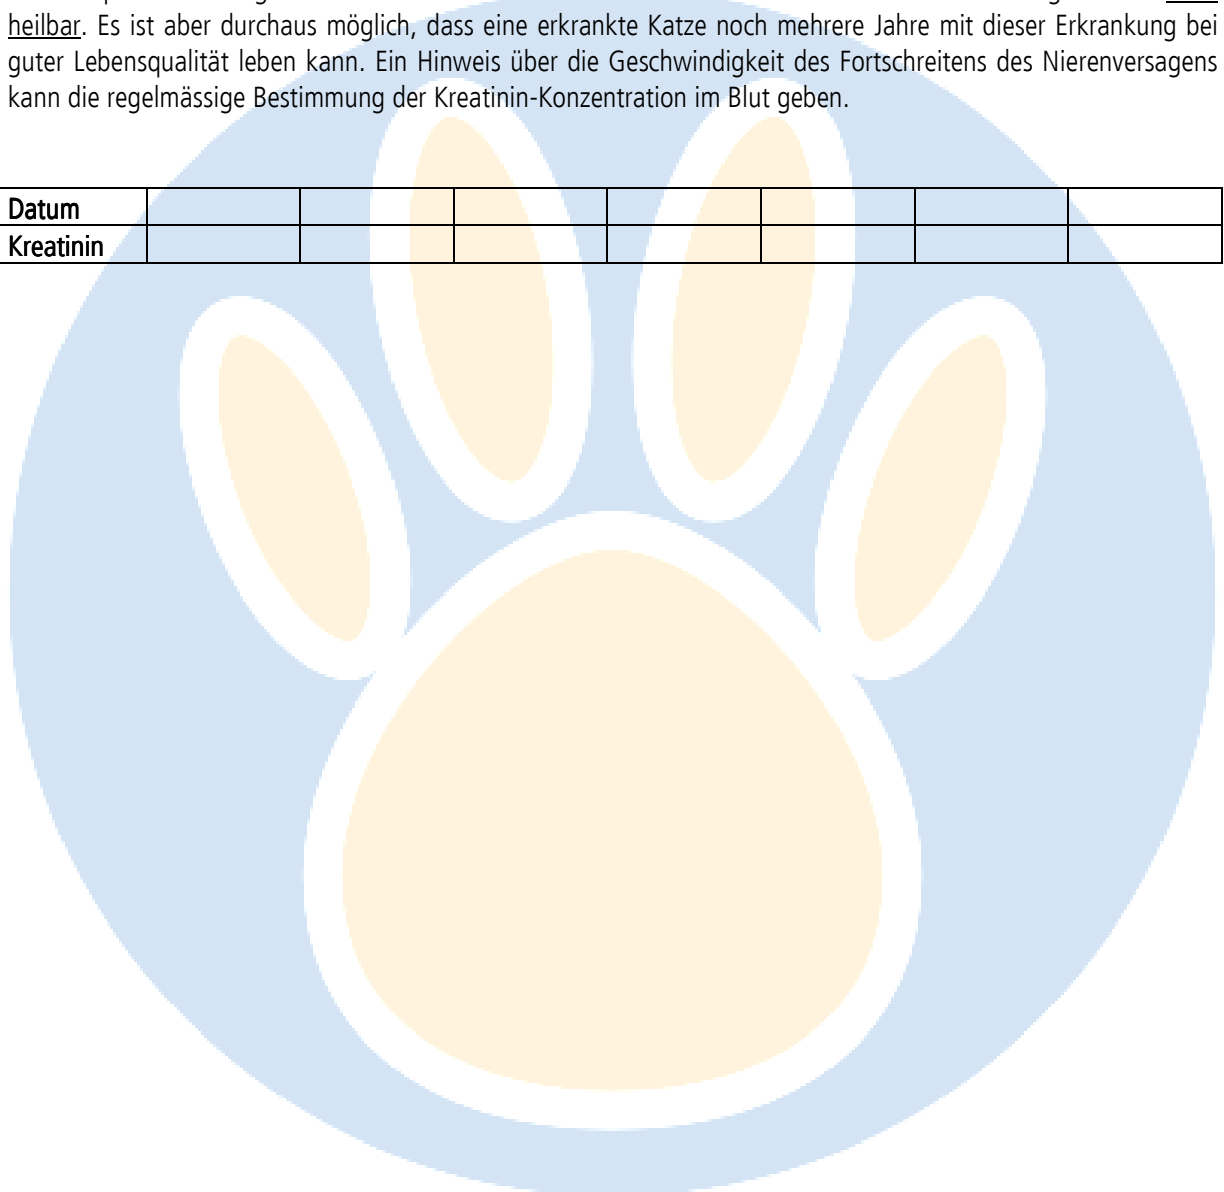 heilbar. Es ist aber durchaus möglich, dass eine erkrankte Katze noch mehrere Jahre mit dieser Erkrankung bei
guter Lebensqualität leben kann. Ein Hinweis über die Geschwindigkeit des Fortschreitens des Nierenversagens
kann die regelmässige Bestimmung der Kreatinin-Konzentration im Blut geben.
Datum
Kreatinin